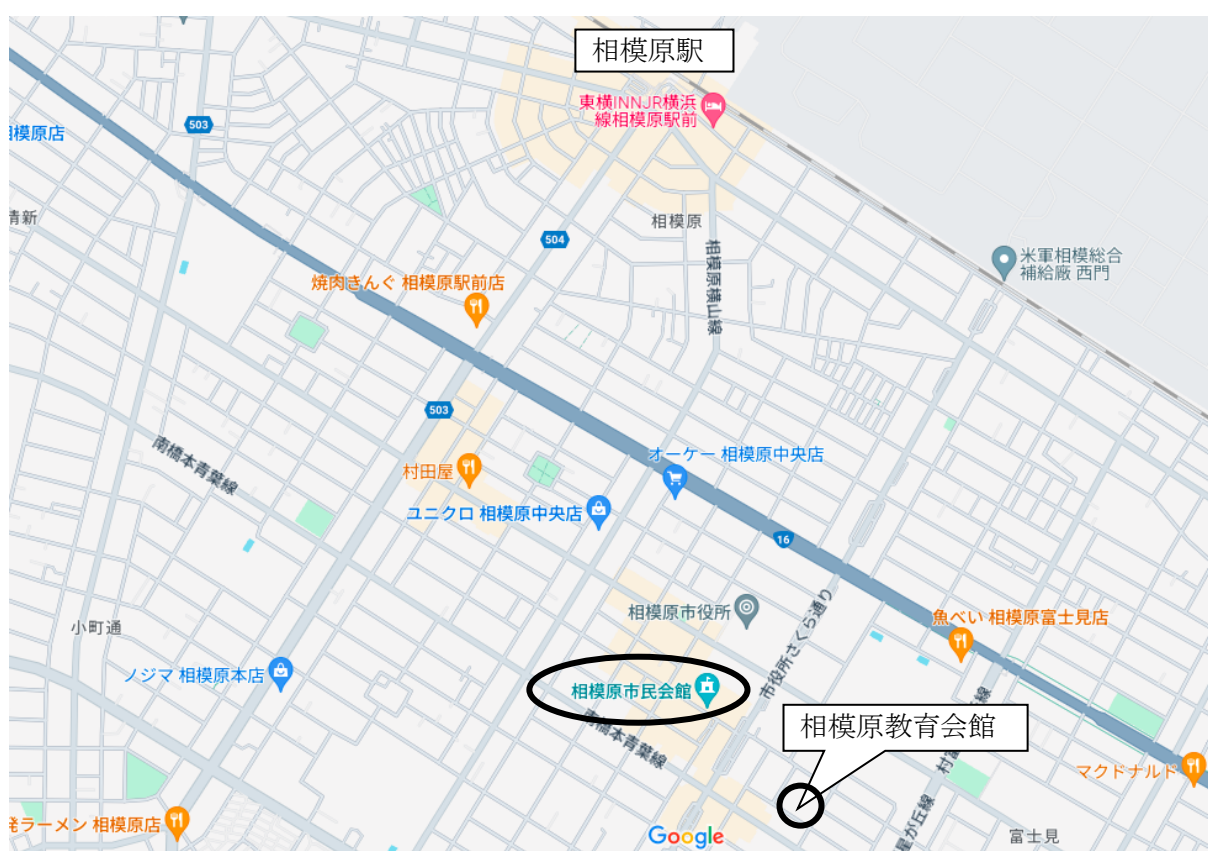 相模原駅
東横INNJR横浜
線相模原駅前
503
模原店
清新
相模原
504
相模原横山線
米軍相模総合
補給廠 西門
焼肉きんぐ 相模原駅前店
503
南橋本青葉線
村田屋
オーケー 相模原中央店
ユニクロ 相模原中央店
16
相模原市役所
市役所さくら通り
魚べい 相模原富士見店
小町通
ノジマ 相模原本店
相模原市民会館
南橋本青葉線
相模原教育会館
マクドナルド
星が丘線
発ラーメン 相模原店
Google
富士見